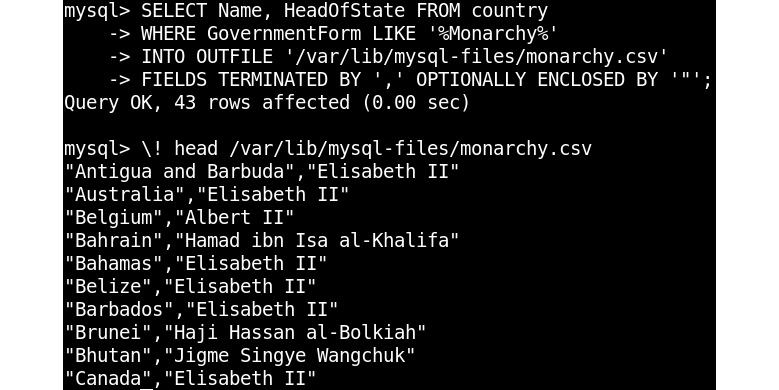 mysql> SELECT Name, HeadOfState FROM country
    -> WHERE GovernmentForm LIKE '%Monarchy%'
    -> INTO OUTFILE '/var/lib/mysql-files/monarchy.csv'
    -> FIELDS TERMINATED BY ',' OPTIONALLY ENCLOSED BY '"';
Query OK, 43 rows affected (0.00 sec)

mysql> \! head /var/lib/mysql-files/monarchy.csv
"Antigua and Barbuda","Elisabeth II"
"Australia","Elisabeth II"
"Belgium","Albert II"
"Bahrain","Hamad ibn Isa al-Khalifa"
"Bahamas","Elisabeth II"
"Belize","Elisabeth II"
"Barbados","Elisabeth II"
"Brunei","Haji Hassan al-Bolkiah"
"Bhutan","Jigme Singye Wangchuk"
"Canada","Elisabeth II"